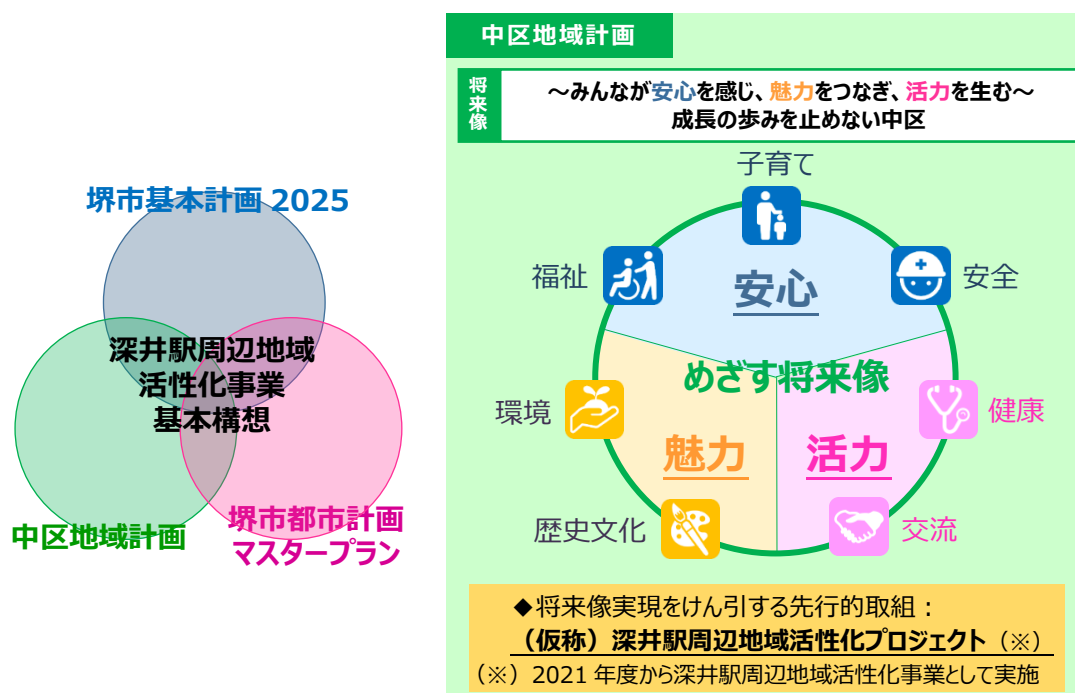 堺市基本計画 2025
深井駅周辺地域
活性化事業
基本構想
中区地域計画
堺市都市計画
マスタープラン
中区地域計画
将来像
～みんなが安心を感じ、魅力をつなぎ、活力を生む～
成長の歩みを止めない中区
子育て
福祉
安全
安心
めざす将来像
環境
健康
魅力
活力
歴史文化
交流
◆将来像実現をけん引する先行的取組：
（仮称）深井駅周辺地域活性化プロジェクト（※）
（※）2021 年度から深井駅周辺地域活性化事業として実施